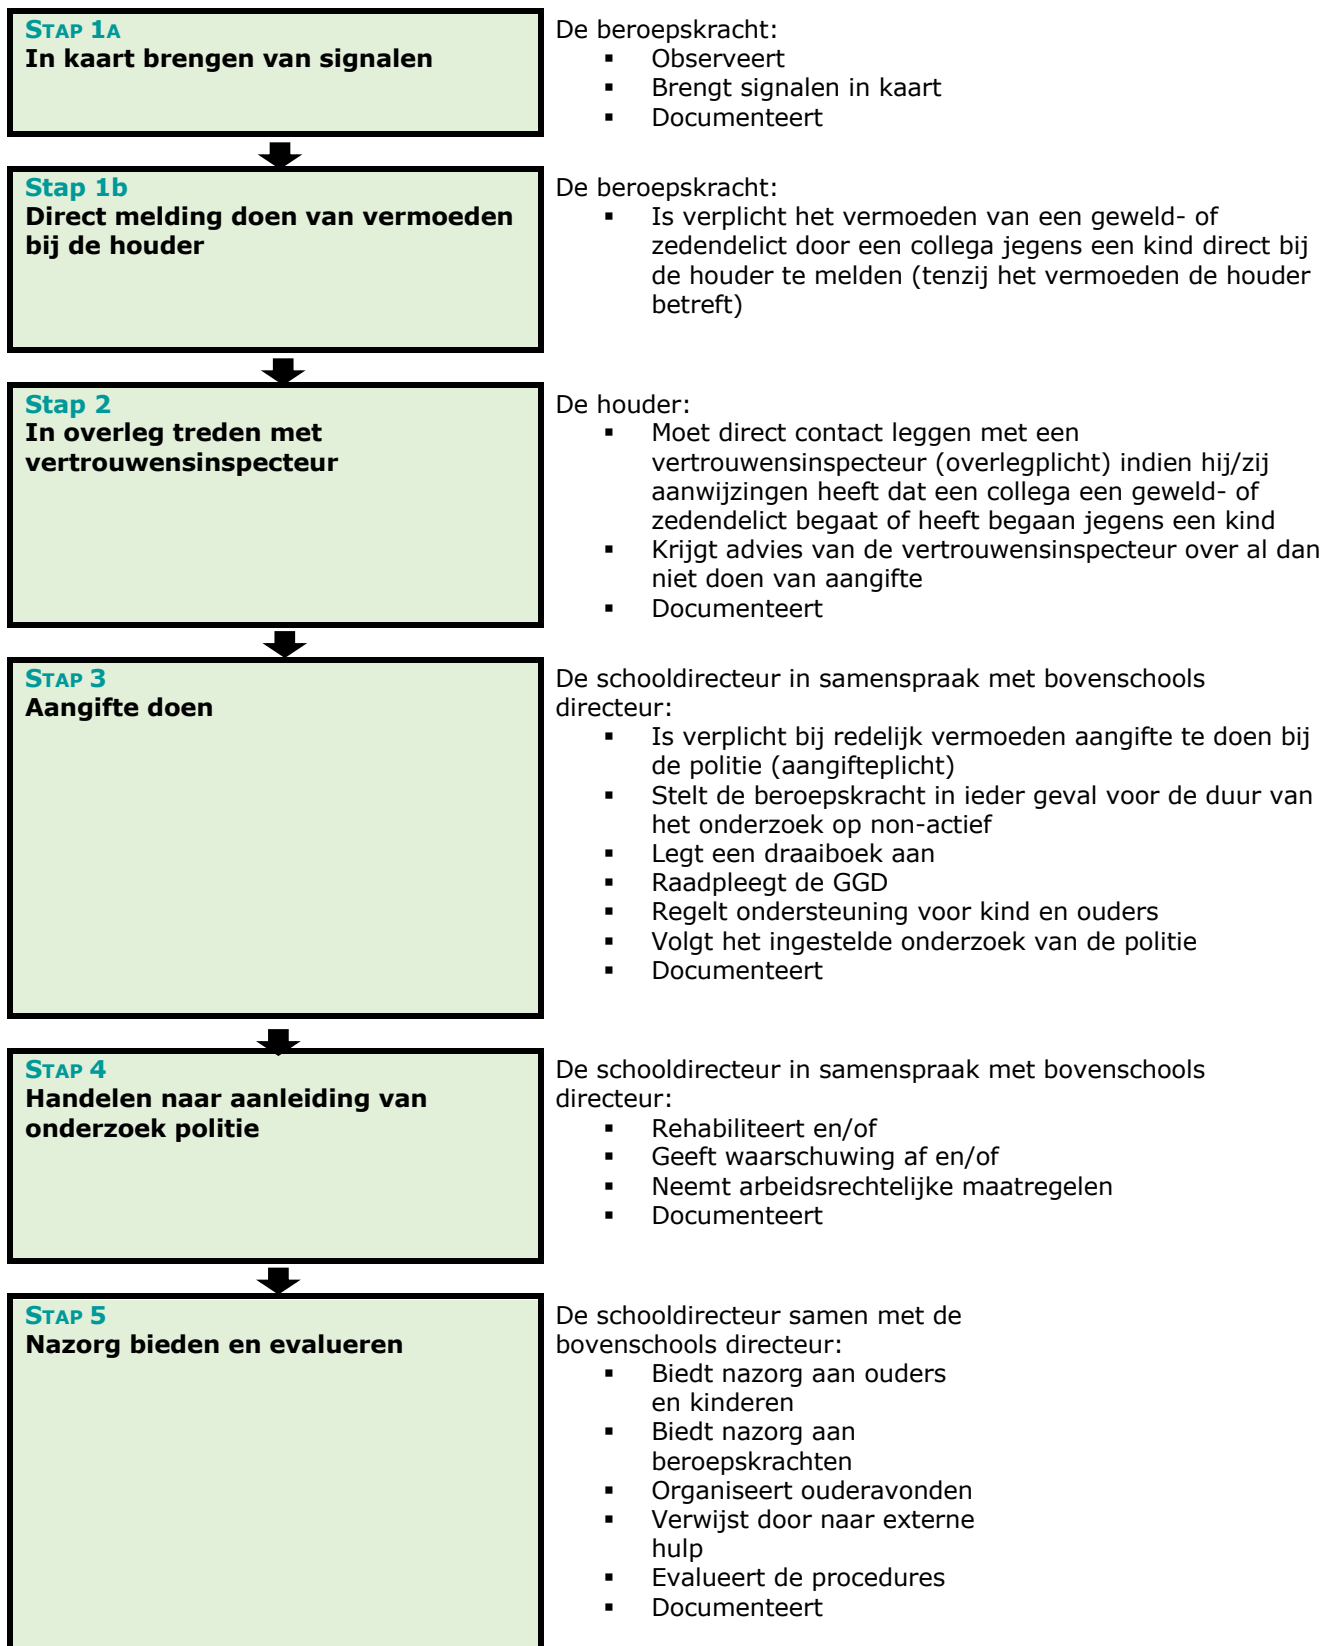 STAP 1A
In kaart brengen van signalen
De beroepskracht:
▪ Observeert
▪ Brengt signalen in kaart
▪ Documenteert
Stap 1b
Direct melding doen van vermoeden
bij de houder
De beroepskracht:
▪ Is verplicht het vermoeden van een geweld- of
zedendelict door een collega jegens een kind direct bij
de houder te melden (tenzij het vermoeden de houder
betreft)
Stap 2
In overleg treden met
vertrouwensinspecteur
De houder:
▪ Moet direct contact leggen met een
vertrouwensinspecteur (overlegplicht) indien hij/zij
aanwijzingen heeft dat een collega een geweld- of
zedendelict begaat of heeft begaan jegens een kind
▪ Krijgt advies van de vertrouwensinspecteur over al dan
niet doen van aangifte
▪ Documenteert
STAP 3
Aangifte doen
De schooldirecteur in samenspraak met bovenschools
directeur:
▪ Is verplicht bij redelijk vermoeden aangifte te doen bij
de politie (aangifteplicht)
▪ Stelt de beroepskracht in ieder geval voor de duur van
het onderzoek op non-actief
▪ Legt een draaiboek aan
▪ Raadpleegt de GGD
▪ Regelt ondersteuning voor kind en ouders
▪ Volgt het ingestelde onderzoek van de politie
▪ Documenteert
STAP 4
Handelen naar aanleiding van
onderzoek politie
De schooldirecteur in samenspraak met bovenschools
directeur:
▪ Rehabiliteert en/of
▪ Geeft waarschuwing af en/of
▪ Neemt arbeidsrechtelijke maatregelen
▪ Documenteert
STAP 5
Nazorg bieden en evalueren
De schooldirecteur samen met de
bovenschools directeur:
▪ Biedt nazorg aan ouders
en kinderen
▪ Biedt nazorg aan
beroepskrachten
▪ Organiseert ouderavonden
▪ Verwijst door naar externe
hulp
▪ Evalueert de procedures
▪ Documenteert